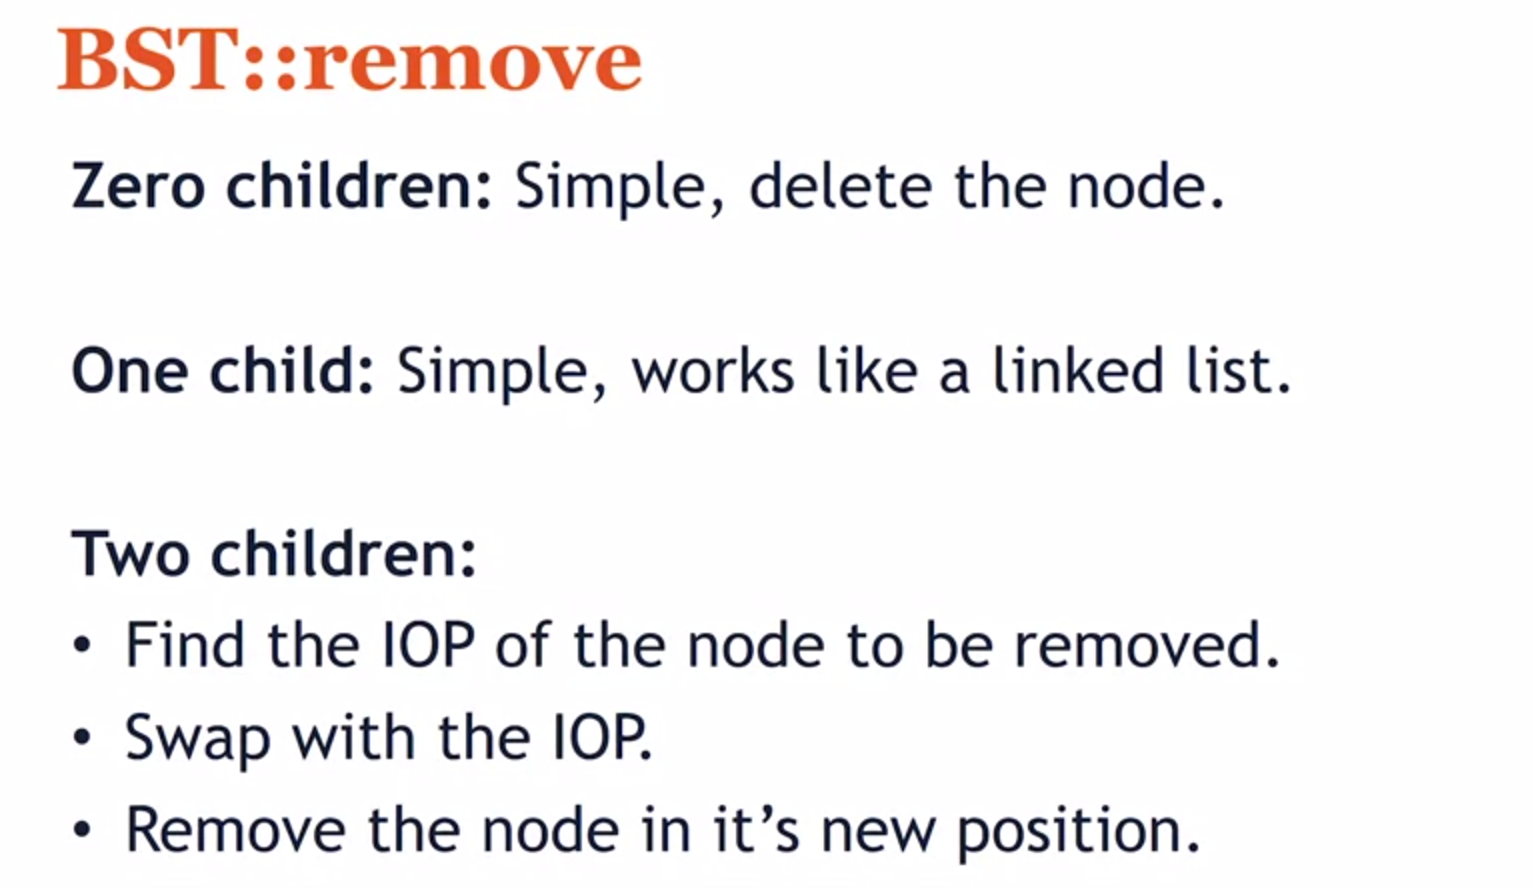 BST::remove
Zero children: Simple, delete the node.
One child: Simple, works like a linked list.
Two children:
• Find the IOP of the node to be removed.
• Swap with the IOP.
• Remove the node in it’s new position.